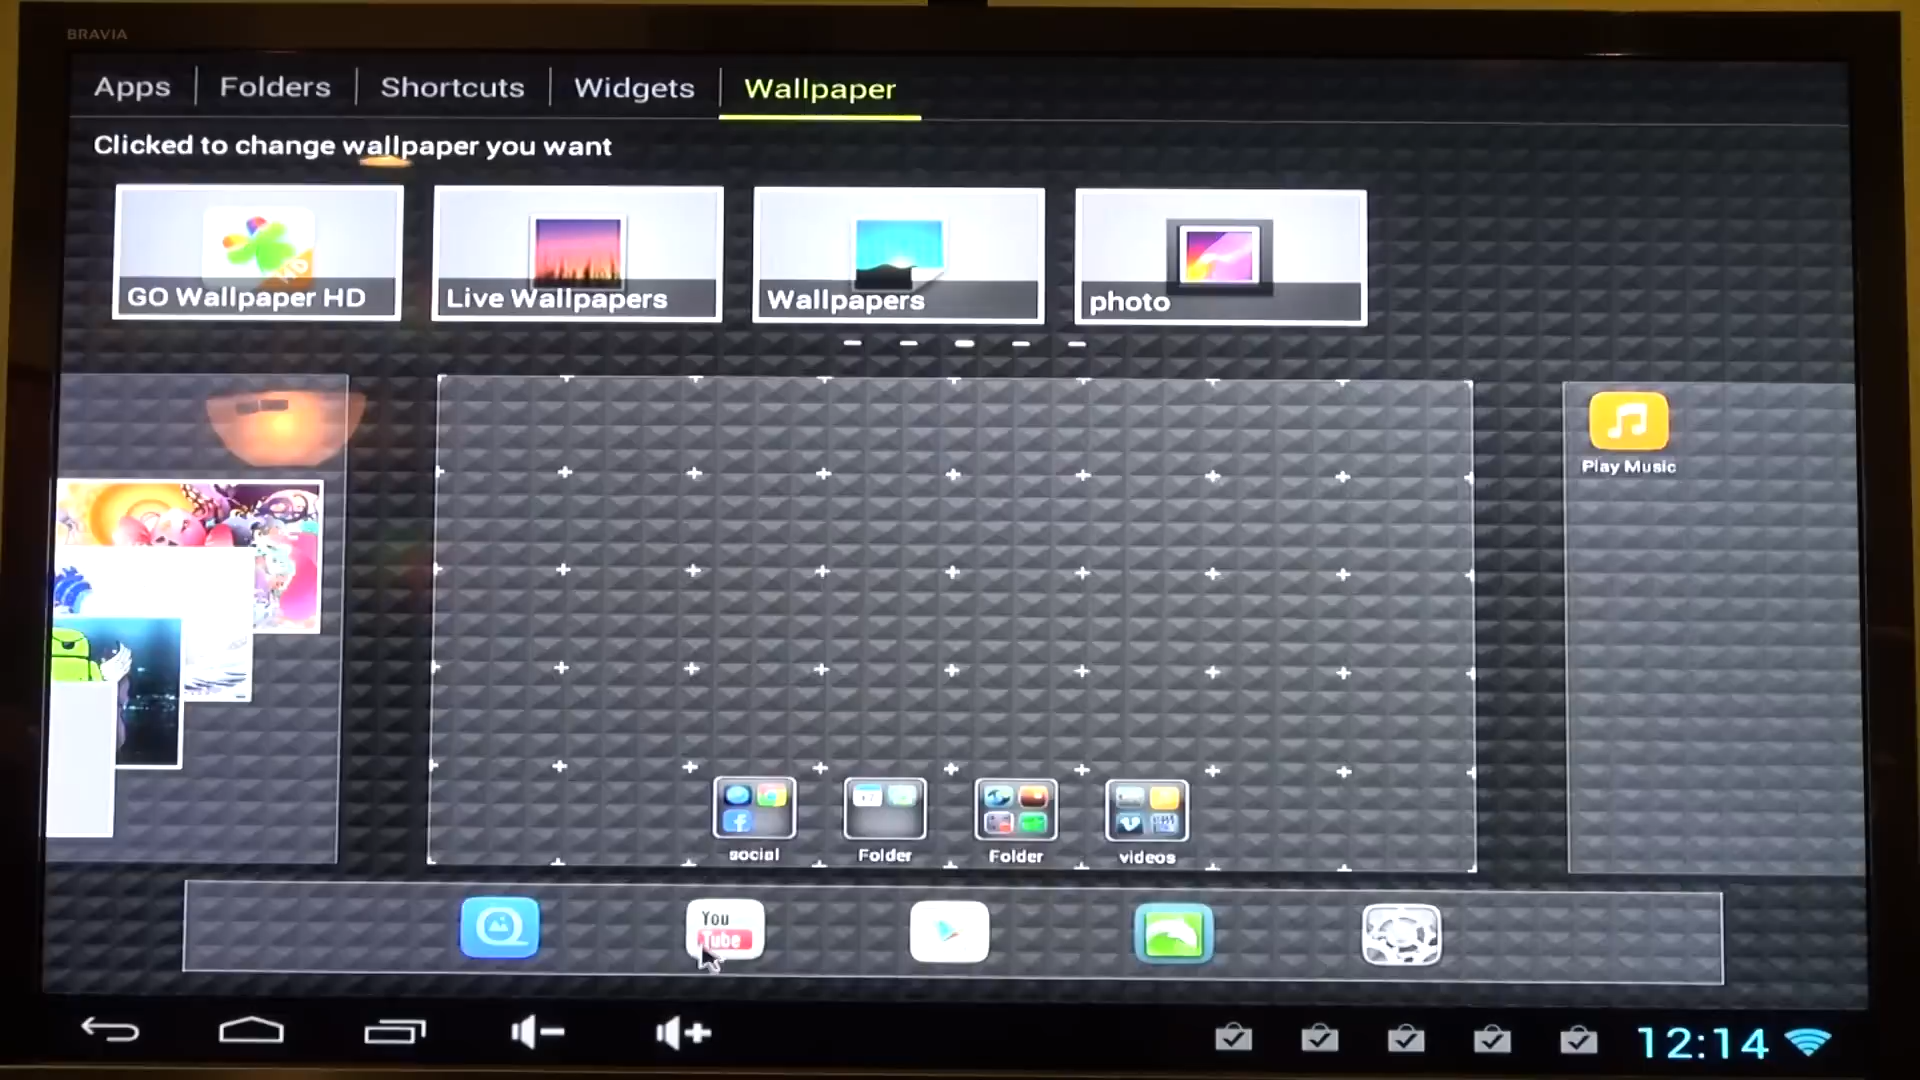 BRAVIA
Apps Folders Shortcuts Widgets Wallpaper
Clicked to change wallpaper you want
GO Wallpaper HD Live Wallpapers Wallpapers photo
Play Music
social Folder Folder videos
You
Tube
12:14